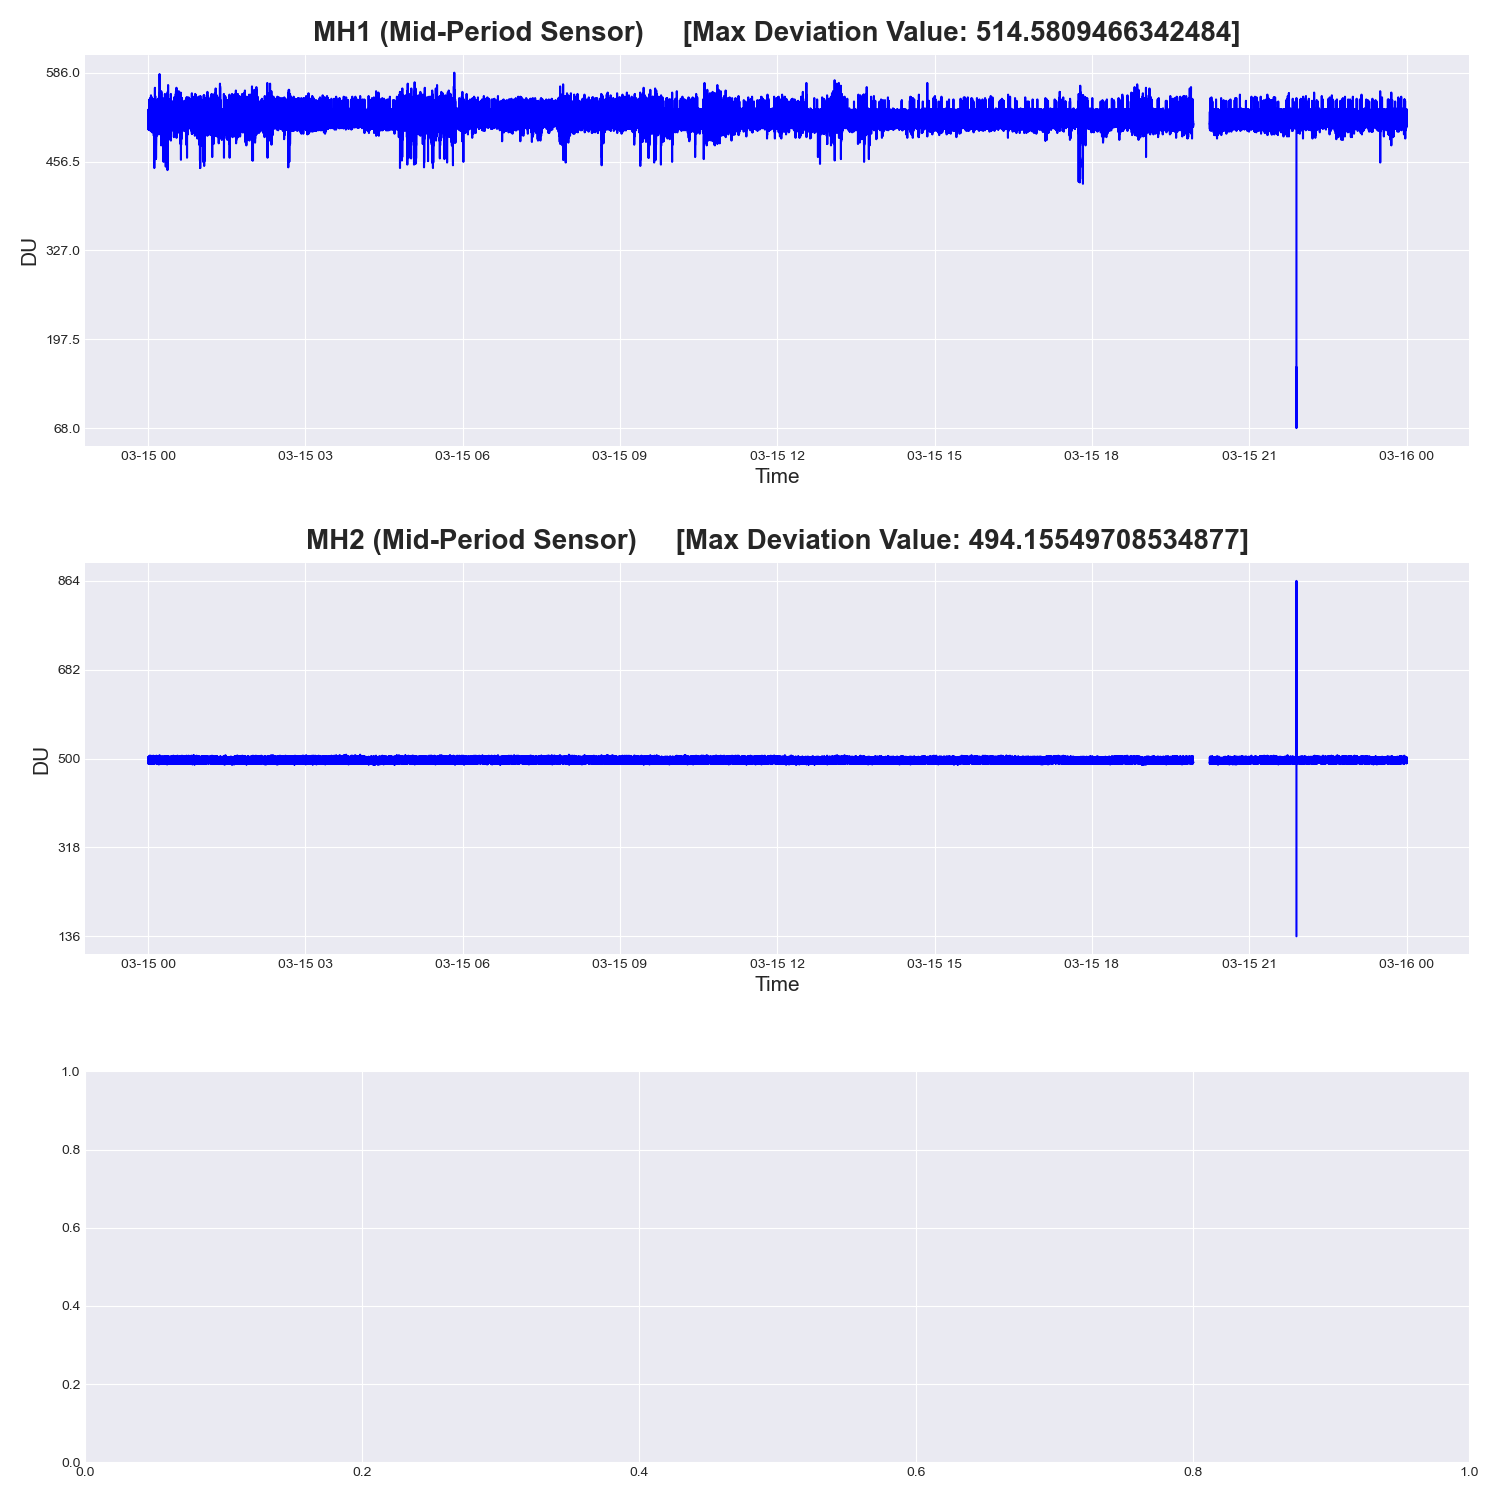 MH1 (Mid-Period Sensor) [Max Deviation Value: 514.5809466342484]
586.0
456.5
327.0
197.5
68.0
DU
03-15 00 03-15 03 03-15 06 03-15 09 03-15 12 03-15 15 03-15 18 03-15 21 03-16 00
Time
MH2 (Mid-Period Sensor) [Max Deviation Value: 494.15549708534877]
864
682
500
318
136
DU
03-15 00 03-15 03 03-15 06 03-15 09 03-15 12 03-15 15 03-15 18 03-15 21 03-16 00
Time
1.0
0.8
0.6
0.4
0.2
0.0
0.0 0.2 0.4 0.6 0.8 1.0